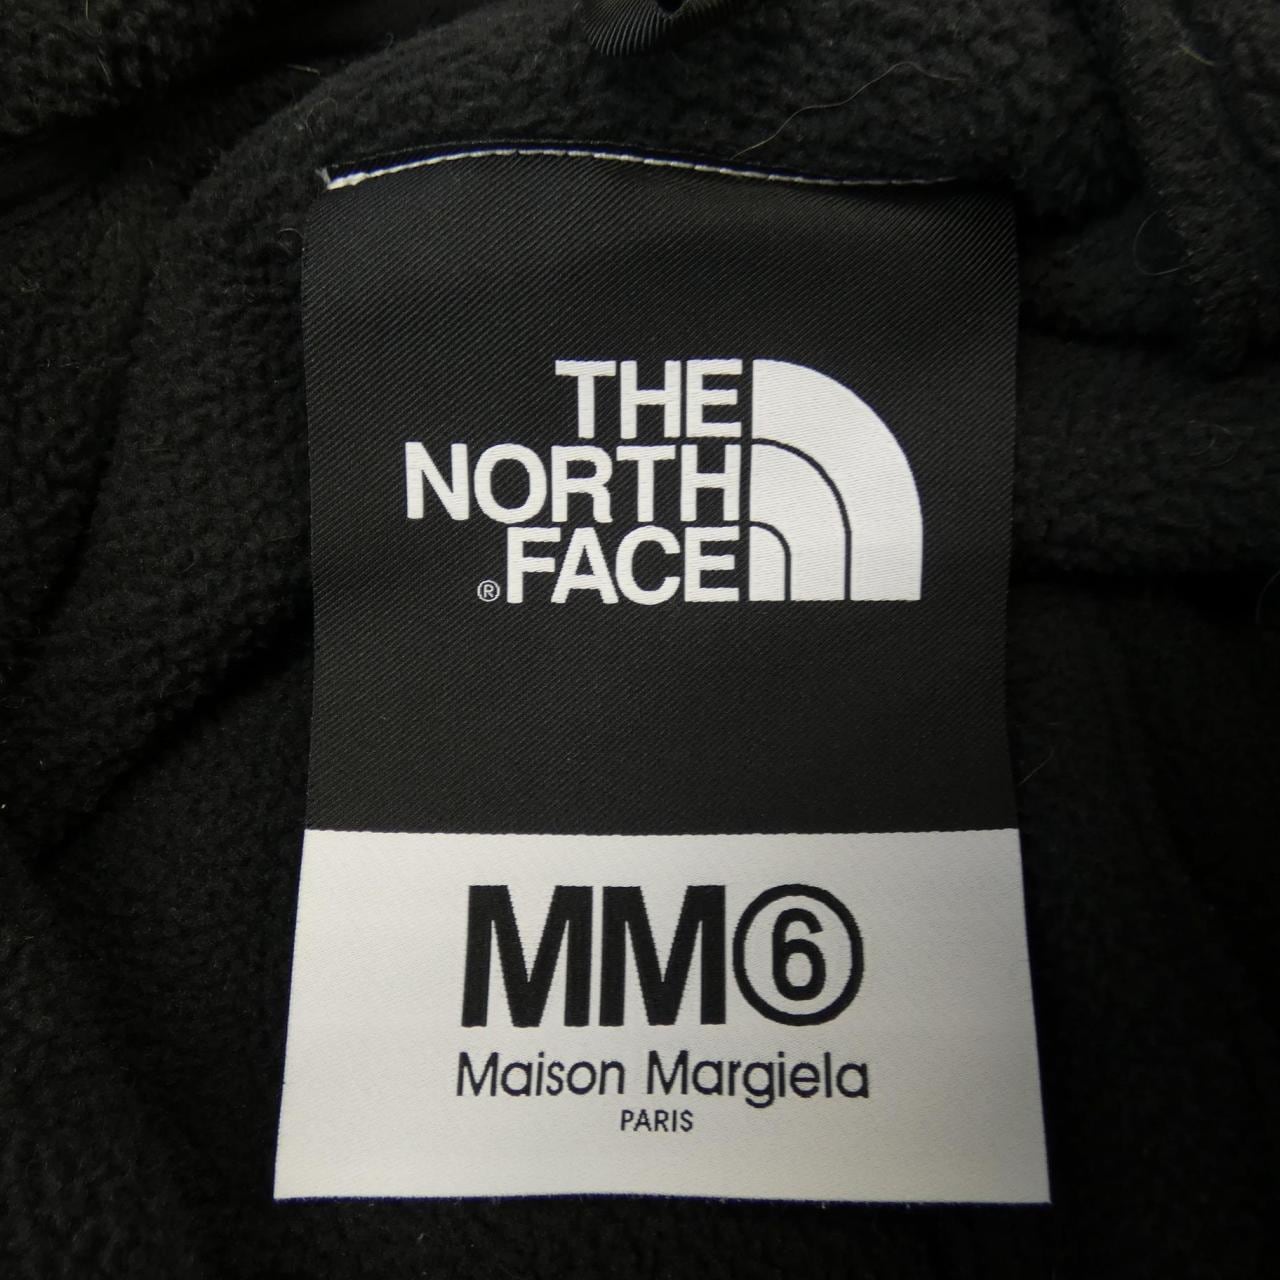 THE
NORTH
® FACE
MM⑥
Maison Margiela
PARIS